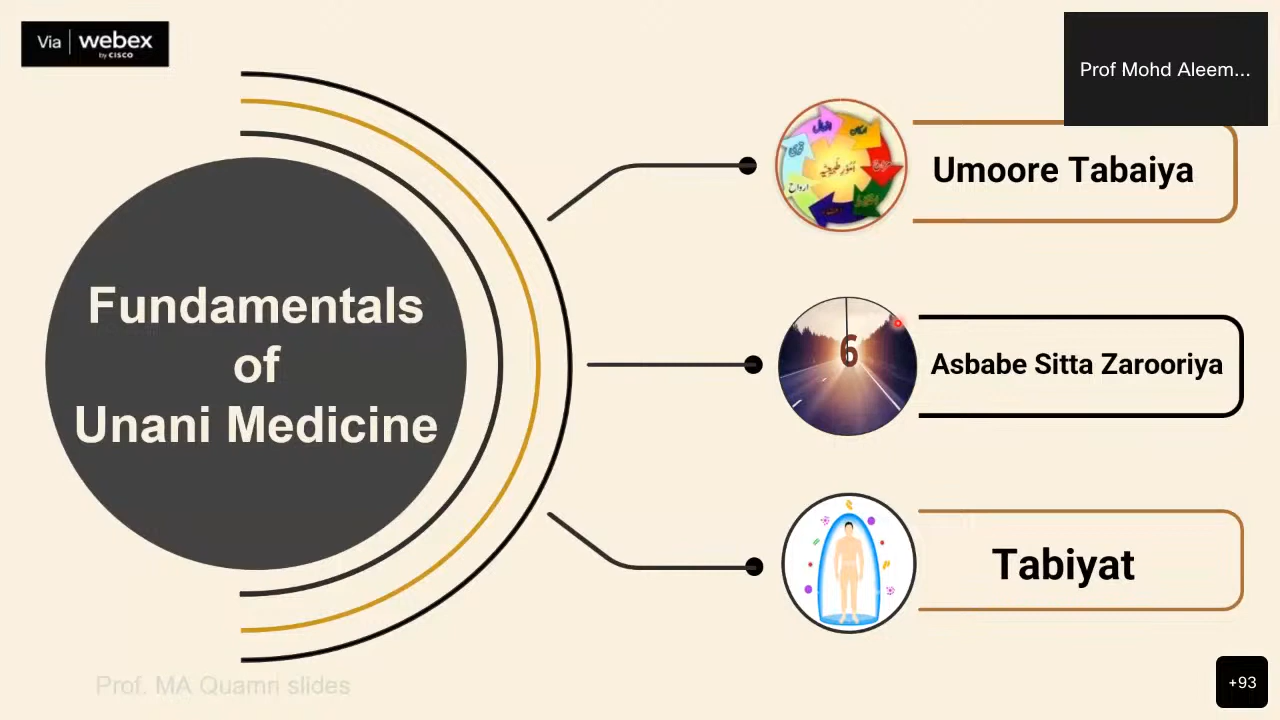 Via webex
by CISCO
Prof Mohd Aleem...
Fundamentals
of
Unani Medicine
Umoore Tabaiya
6
Asbabe Sitta Zarooriya
Tabiyat
Prof. MA Quamri slides
+93